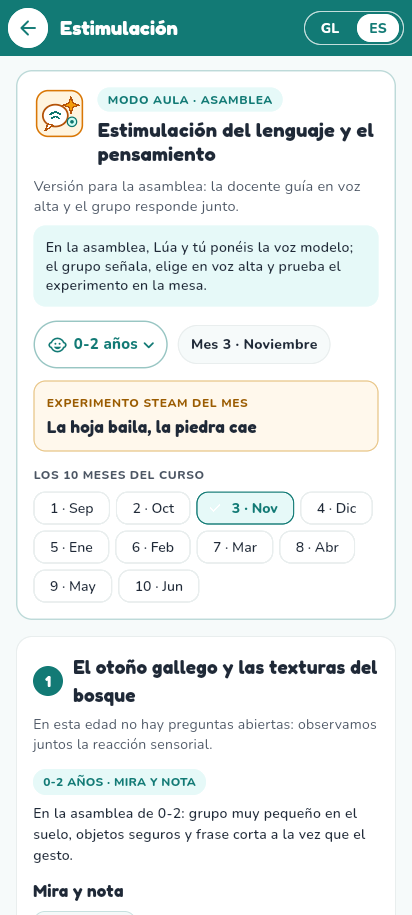 Estimulación
GL
ES
MODO AULA · ASAMBLEA
Estimulación del lenguaje y el
pensamiento
Versión para la asamblea: la docente guía en voz
alta y el grupo responde junto.
En la asamblea, Lúa y tú ponéis la voz modelo;
el grupo señala, elige en voz alta y prueba el
experimento en la mesa.
0-2 años
Mes 3 · Noviembre
EXPERIMENTO STEAM DEL MES
La hoja baila, la piedra cae
LOS 10 MESES DEL CURSO
1 · Sep
2 · Oct
3 · Nov
4 · Dic
5 · Ene
6 · Feb
7 · Mar
8 · Abr
9 · May
10 · Jun
1
El otoño gallego y las texturas del
bosque
En esta edad no hay preguntas abiertas: observamos
juntos la reacción sensorial.
0-2 AÑOS · MIRA Y NOTA
En la asamblea de 0-2: grupo muy pequeño en el
suelo, objetos seguros y frase corta a la vez que el
gesto.
Mira y nota